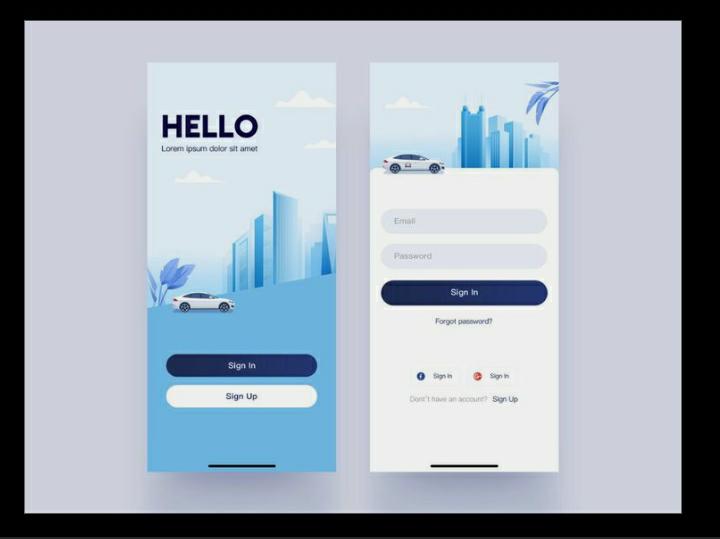 HELLO
Lorem ipsum dolor sit amet
Sign In
Sign Up
Email
Password
Sign In
Forgot password?
Sign In Sign In
Dont't have an account? Sign Up